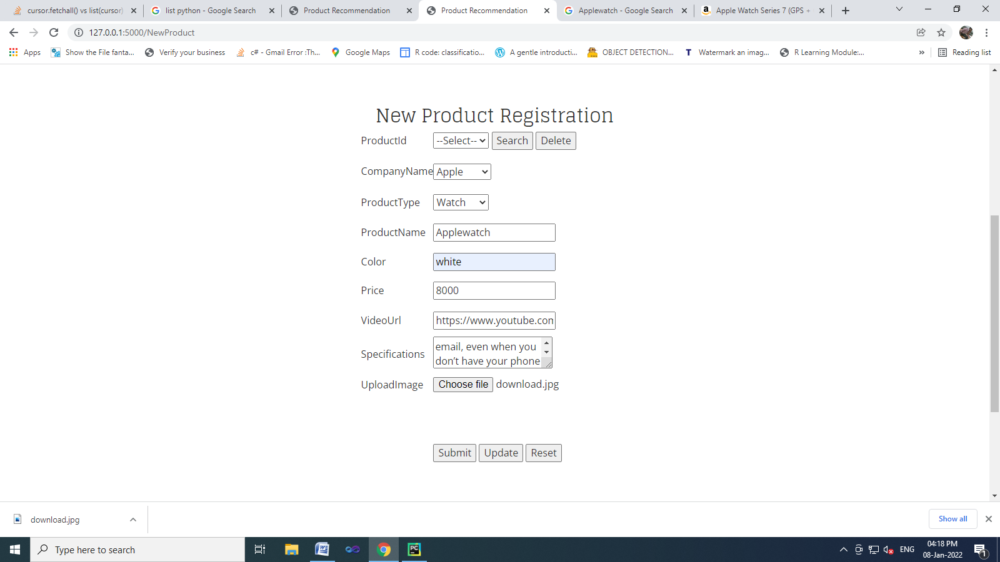 cursor.fetchall() vs list(cursor)
list python - Google Search
Product Recommendation
Product Recommendation
Applewatch - Google Search
Apple Watch Series 7 (GPS +
127.0.0.1:5000/NewProduct
Apps
Show the File fanta...
Verify your business
c# - Gmail Error :Th...
Google Maps
R code: classificatio...
A gentle introducti...
OBJECT DETECTION...
T Watermark an imag...
R Learning Module:...
»
Reading list
New Product Registration
ProductId --Select-- Search Delete
CompanyName Apple
ProductType Watch
ProductName Applewatch
Color white
Price 8000
VideoUrl https://www.youtube.com
Specifications email, even when you
don't have your phone
UploadImage Choose file download.jpg
Submit Update Reset
download.jpg
Show all
Type here to search
ENG
04:18 PM
08-Jan-2022
1